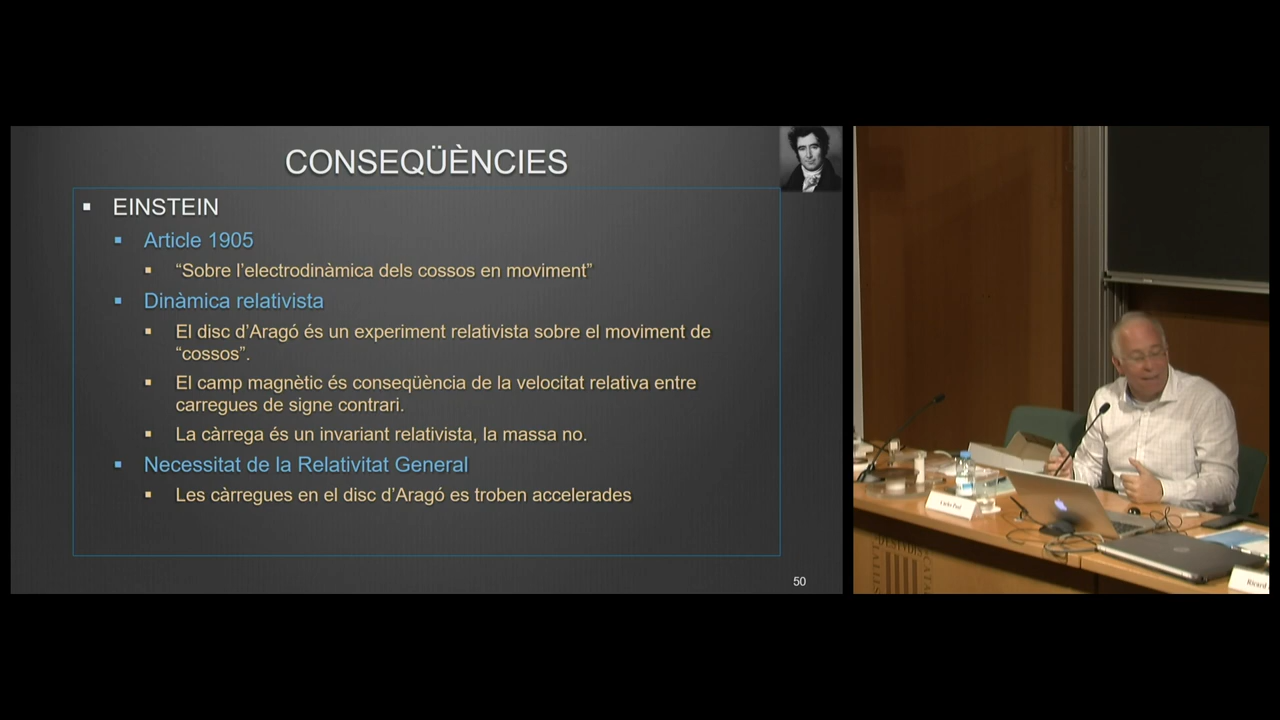 CONSEQÜÈNCIES
EINSTEIN
Article 1905
“Sobre l’electrodinàmica dels cossos en moviment”
Dinàmica relativista
El disc d’Aragó és un experiment relativista sobre el moviment de
“cossos”.
El camp magnètic és conseqüència de la velocitat relativa entre
carregues de signe contrari.
La càrrega és un invariant relativista, la massa no.
Necessitat de la Relativitat General
Les càrregues en el disc d’Aragó es troben accelerades
50
Carles Paul
Ricard